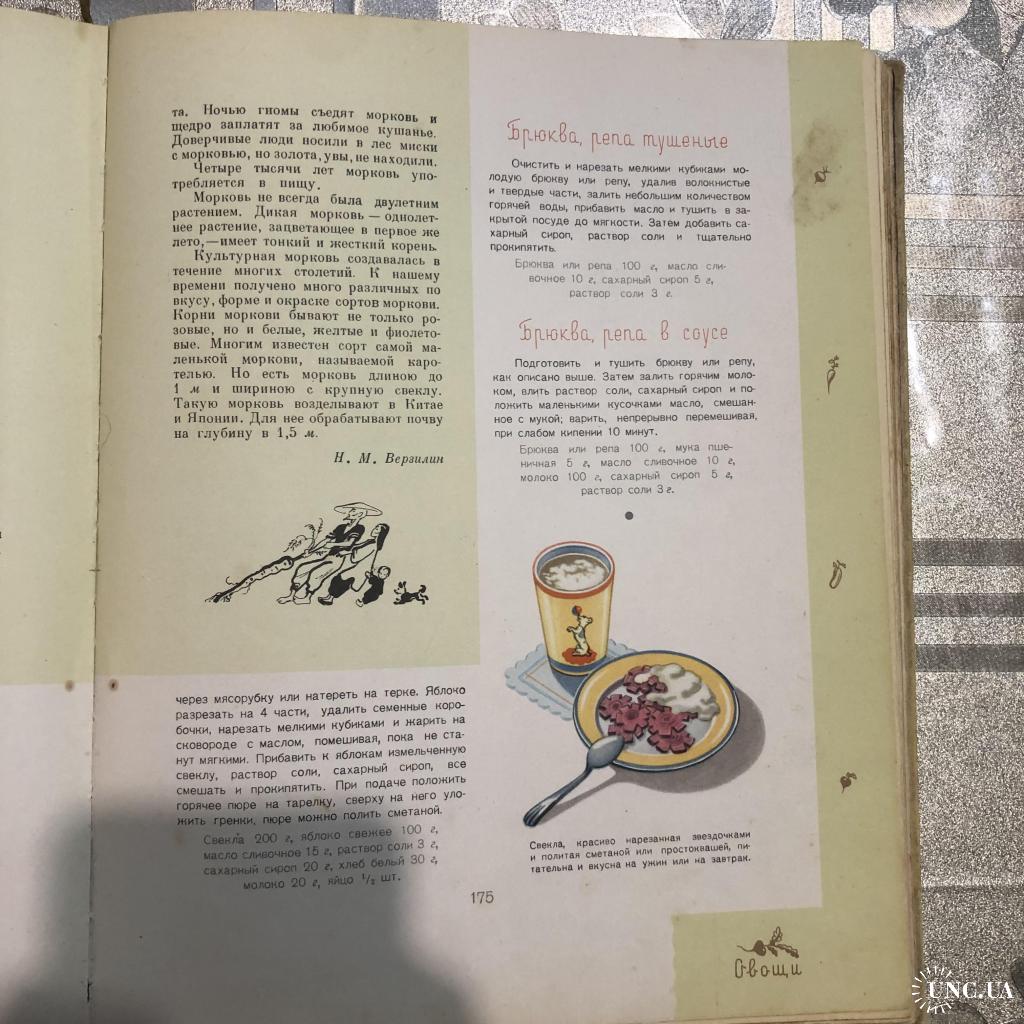 та. Ночью гномы съедят морковь и
щедро заплатят за любимое кушанье.
Доверчивые люди носили в лес миски
с морковью, но золота, увы, не находили.
Четыре тысячи лет морковь упо-
требляется в пищу.
Морковь не всегда была двулетним
растением. Дикая морковь — однолет-
нее растение, зацветающее в первое же
лето,—имеет тонкий и жесткий корень.
Культурная морковь создавалась в
течение многих столетий. К нашему
времени получено много различных по
вкусу, форме и окраске сортов моркови.
Корни моркови бывают не только ро-
зовые, но и белые, желтые и фиолето-
вые. Многим известен сорт самой ма-
ленькой моркови, называемой каро-
телью. Но есть морковь длиною до
1 м и шириною с крупную свеклу.
Такую морковь возделывают в Китае
и Японии. Для нее обрабатывают почву
на глубину в 1,5 м.
Н. М. Верзилин
через мясорубку или натереть на терке. Яблоко
разрезать на 4 части, удалить семенные коро-
бочки, нарезать мелкими кубиками и жарить на
сковороде с маслом, помешивая, пока не ста-
нут мягкими. Прибавить к яблокам измельченную
свеклу, раствор соли, сахарный сироп, все
смешать и прокипятить. При подаче положить
горячее пюре на тарелку, сверху на него уло-
жить гренки, пюре можно полить сметаной.
Свекла 200 г, яблоко свежее 100 г,
масло сливочное 15 г, раствор соли 3 г,
сахарный сироп 20 г, хлеб белый 30 г,
молоко 20 г, яйцо 1/2 шт.
Брюква, репа тушеные
Очистить и нарезать мелкими кубиками мо-
лодую брюкву или репу, удалив волокнистые
и твердые части, залить небольшим количеством
горячей воды, прибавить масло и тушить в за-
крытой посуде до мягкости. Затем добавить са-
харный сироп, раствор соли и тщательно
прокипятить.
Брюква или репа 100 г, масло сли-
вочное 10 г, сахарный сироп 5 г,
раствор соли 3 г.
Брюква, репа в соусе
Подготовить и тушить брюкву или репу,
как описано выше. Затем залить горячим моло-
ком, влить раствор соли, сахарный сироп и по-
ложить маленькими кусочками масло, смешан-
ное с мукой; варить, непрерывно перемешивая,
при слабом кипении 10 минут.
Брюква или репа 100 г, мука пше-
ничная 5 г, масло сливочное 10 г,
молоко 100 г, сахарный сироп 5 г,
раствор соли 3 г.
Свекла, красиво нарезанная звездочками
и политая сметаной или простоквашей, пи-
тательна и вкусна на ужин или на завтрак.
175
Овощи
UNC.UA